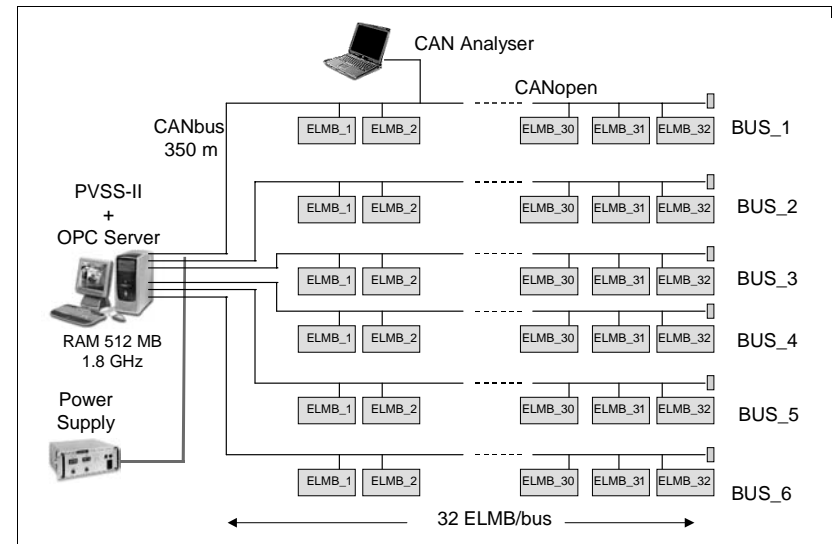 CAN Analyser
CANopen
CANbus
350 m
ELMB_1 ELMB_2 ELMB_30 ELMB_31 ELMB_32 BUS_1
PVSS-II
+
OPC Server
ELMB_1 ELMB_2 ELMB_30 ELMB_31 ELMB_32 BUS_2
ELMB_1 ELMB_2 ELMB_30 ELMB_31 ELMB_32 BUS_3
RAM 512 MB
1.8 GHz
ELMB_1 ELMB_2 ELMB_30 ELMB_31 ELMB_32 BUS_4
Power
Supply
ELMB_1 ELMB_2 ELMB_30 ELMB_31 ELMB_32 BUS_5
ELMB_1 ELMB_2 ELMB_30 ELMB_31 ELMB_32 BUS_6
32 ELMB/bus